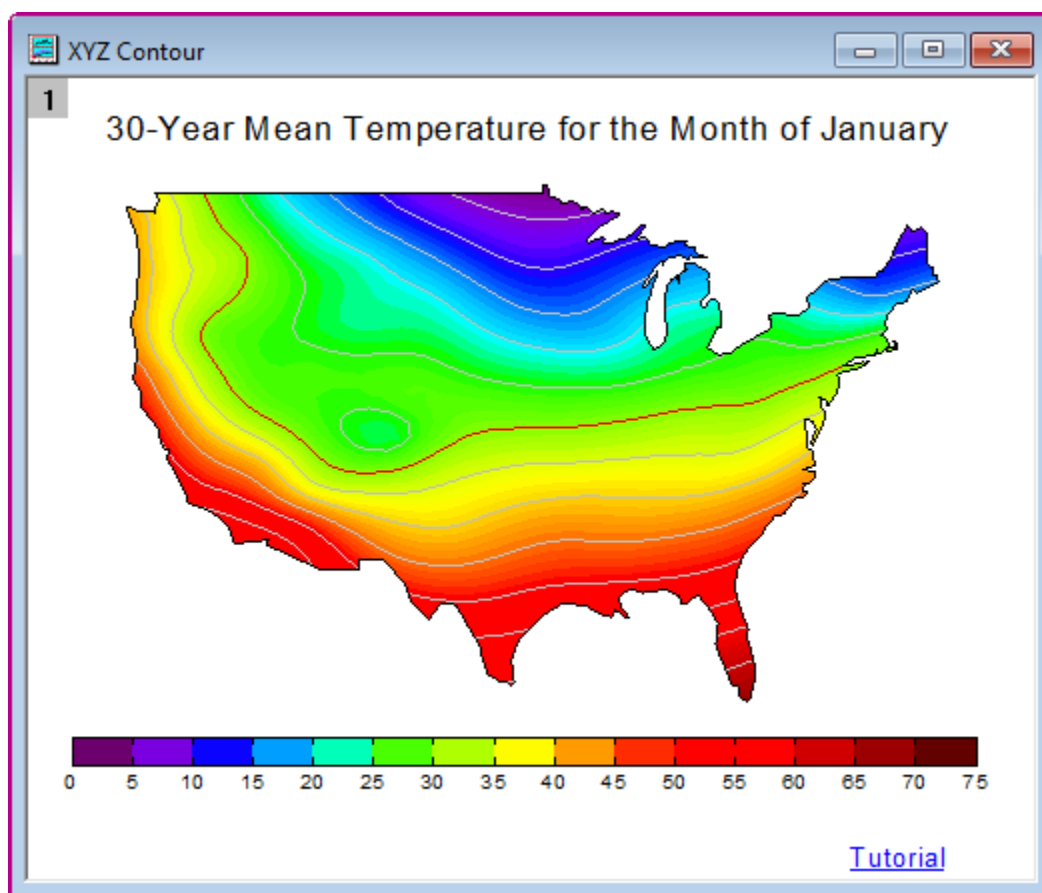 XYZ Contour
1
30-Year Mean Temperature for the Month of January
0 5 10 15 20 25 30 35 40 45 50 55 60 65 70 75
Tutorial